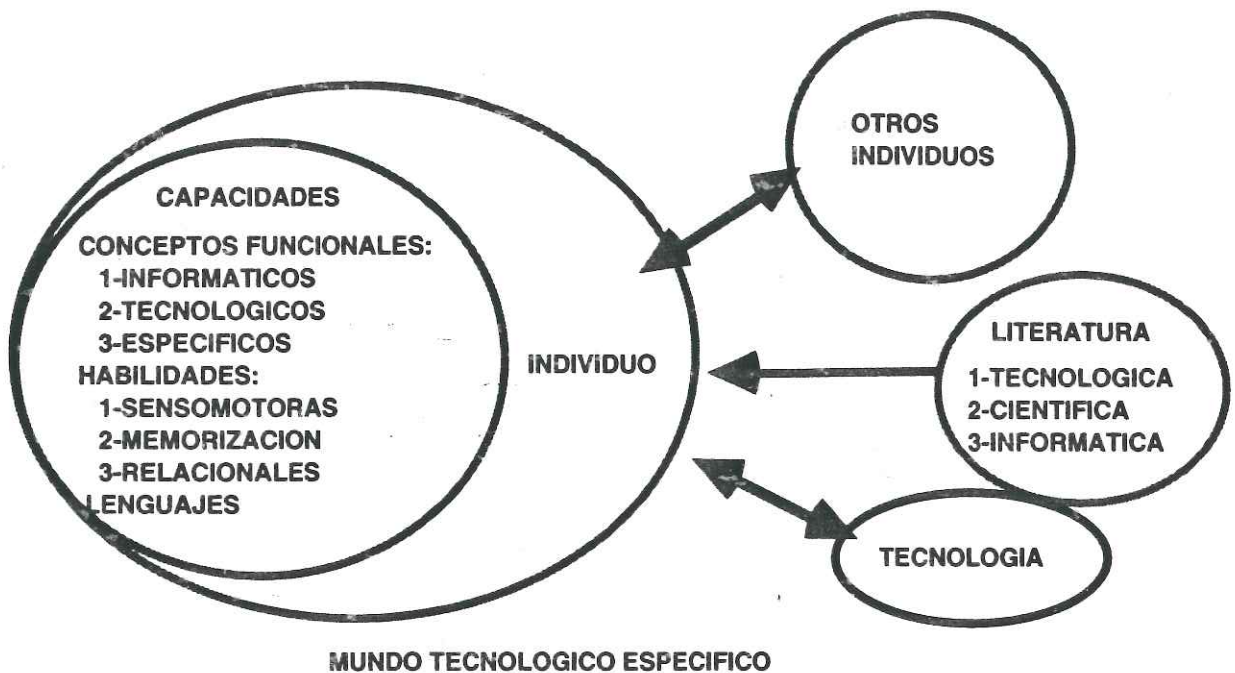 CAPACIDADES
CONCEPTOS FUNCIONALES:
1-INFORMATICOS
2-TECNOLOGICOS
3-ESPECIFICOS
HABILIDADES:
1-SENSOMOTORAS
2-MEMORIZACION
3-RELACIONALES
LENGUAJES
INDIVIDUO
OTROS
INDIVIDUOS
LITERATURA
1-TECNOLOGICA
2-CIENTIFICA
3-INFORMATICA
TECNOLOGIA
MUNDO TECNOLOGICO ESPECIFICO